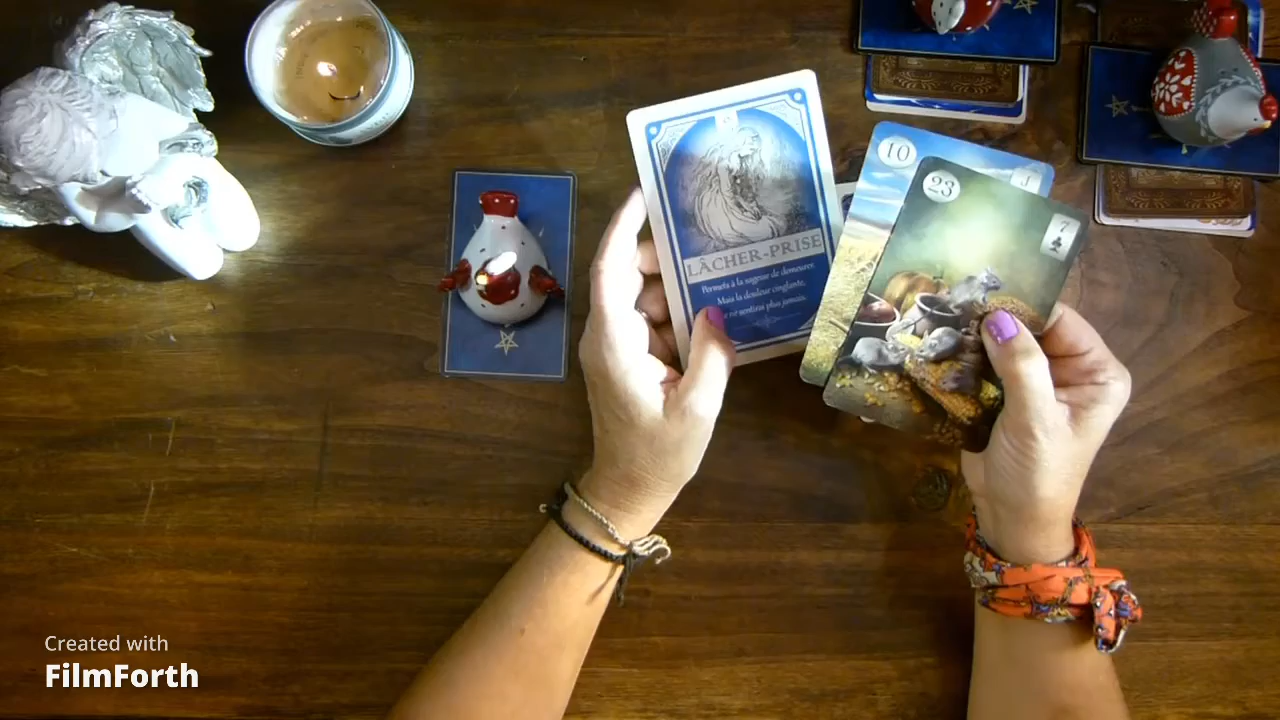 10
J
23
7
LÂCHER-PRISE
Permets à la sagesse de demeurer,
Mais la douleur cinglante,
ne sentirai plus jamais.
Created with
FilmForth